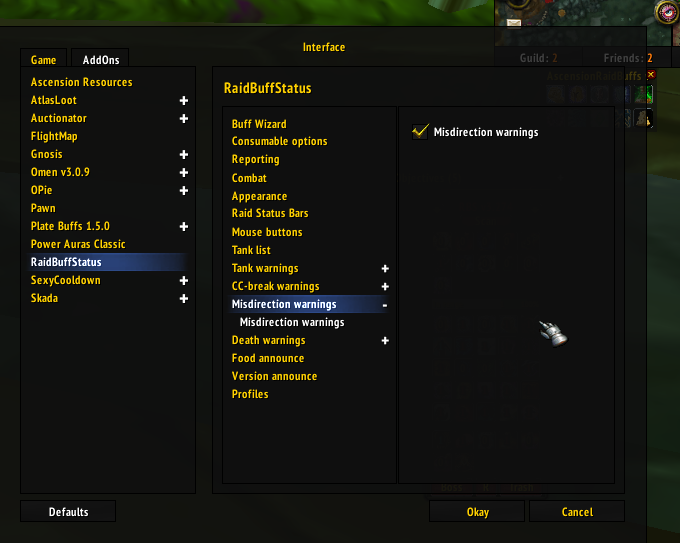 Interface
Guild: 2
Friends: 2
Game
AddOns
AscensionRaidBuffs
Ascension Resources
AtlasLoot
Auctionator
FlightMap
Gnosis
Omen v3.0.9
OPie
Pawn
Plate Buffs 1.5.0
Power Auras Classic
RaidBuffStatus
SexyCooldown
Skada
RaidBuffStatus
Buff Wizard
Consumable options
Reporting
Combat
Appearance
Raid Status Bars
Mouse buttons
Tank list
Tank warnings
CC-break warnings
Misdirection warnings
Misdirection warnings
Death warnings
Food announce
Version announce
Profiles
Misdirection warnings
Defaults
Okay
Cancel